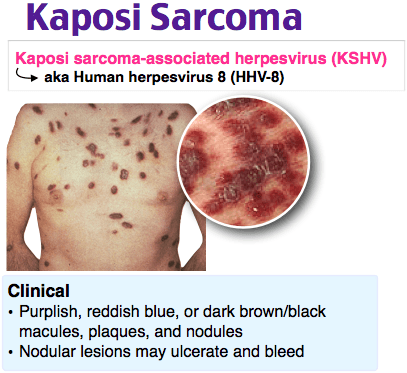 Kaposi Sarcoma
Kaposi sarcoma-associated herpesvirus (KSHV)
aka Human herpesvirus 8 (HHV-8)
Clinical
• Purplish, reddish blue, or dark brown/black
macules, plaques, and nodules
• Nodular lesions may ulcerate and bleed